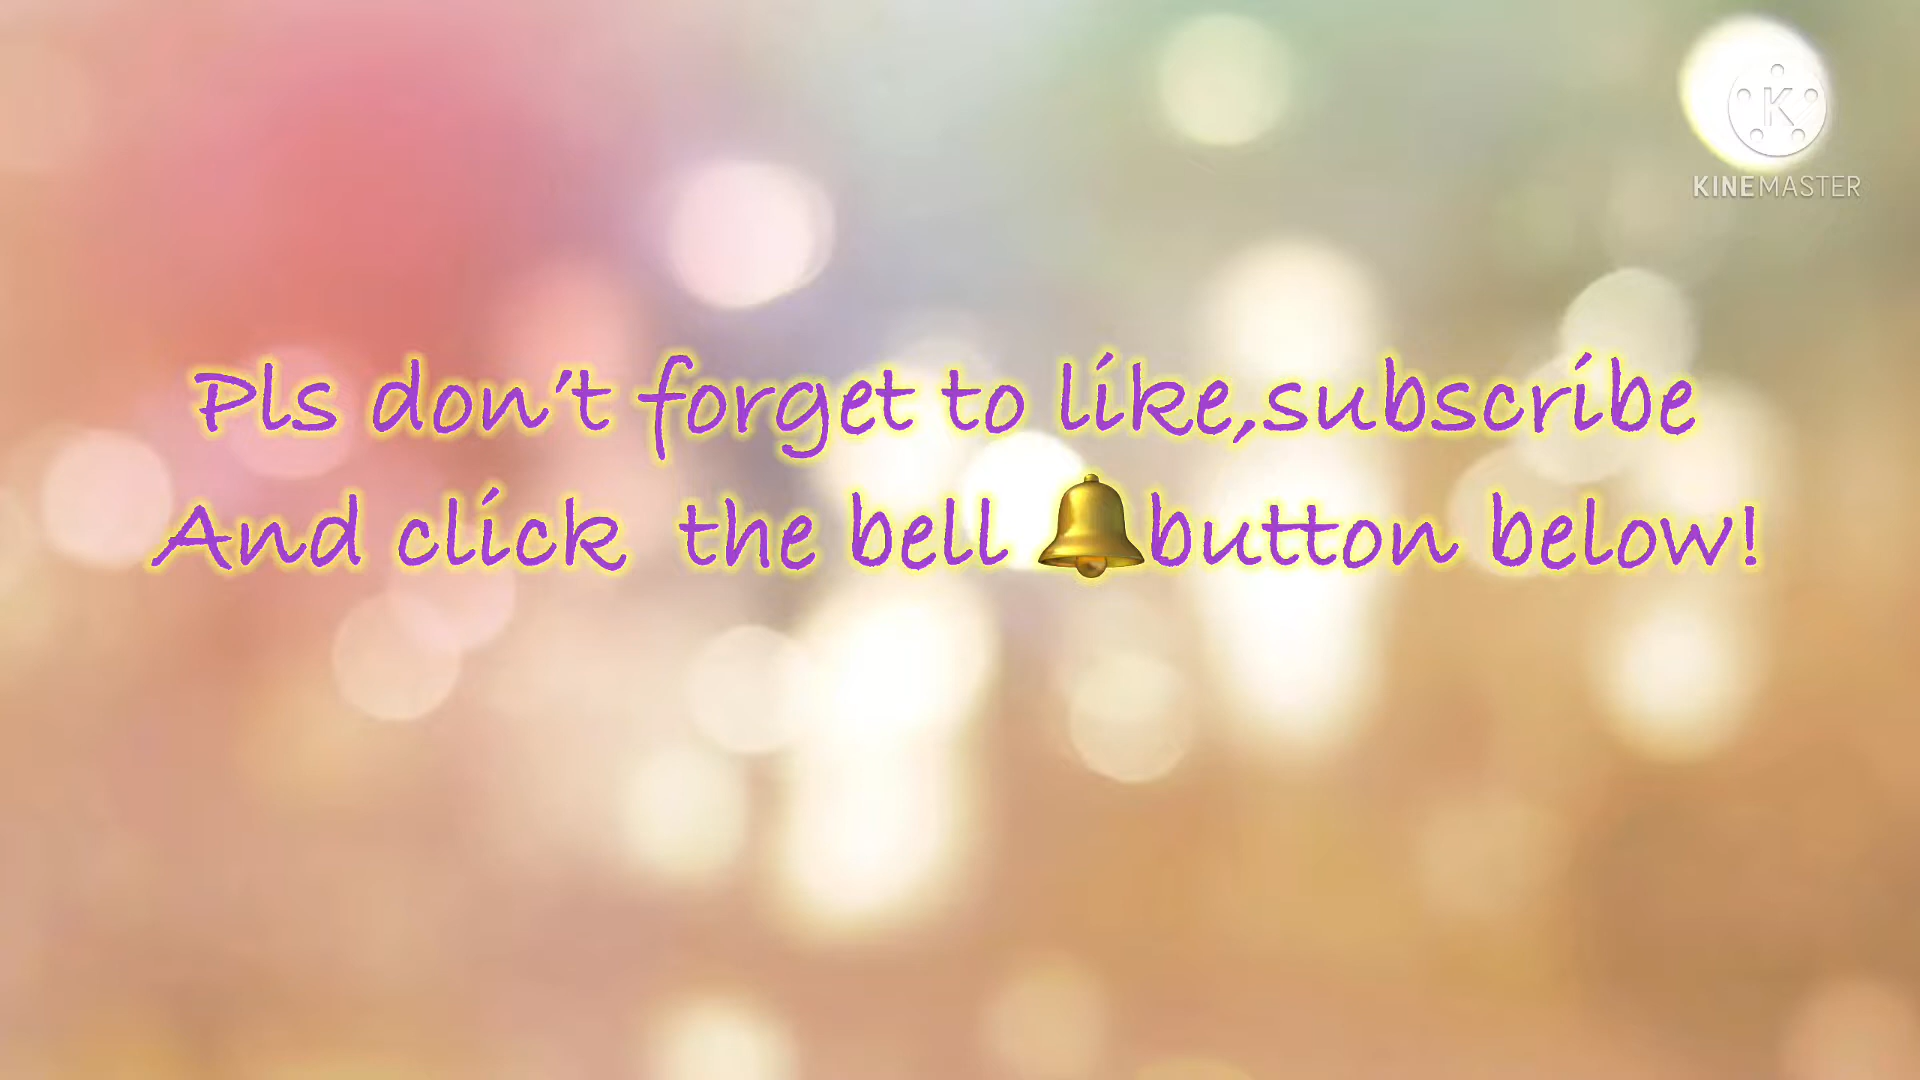 K
KINEMASTER
Pls don't forget to like,subscribe
And click the bell 🔔button below!